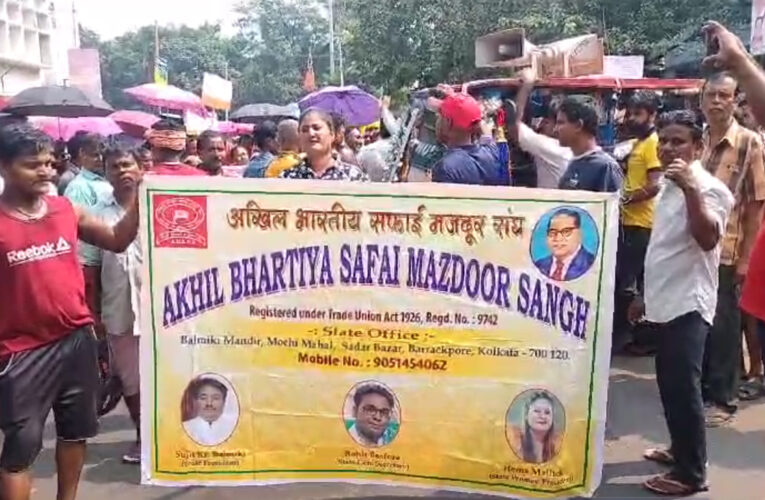 अखिल भारतीय सफाई मजदूर संघ
AKHIL BHARTIYA SAFAI MAZDOOR SANGH
Registered under Trade Union Act 1926, Regd. No. : 9742
-: State Office :-
Balmiki Mandir, Mochi Mahal, Sadar Bazar, Barrackpore, Kolkata - 700 120.
Mobile No. : 9051454062
Reebok